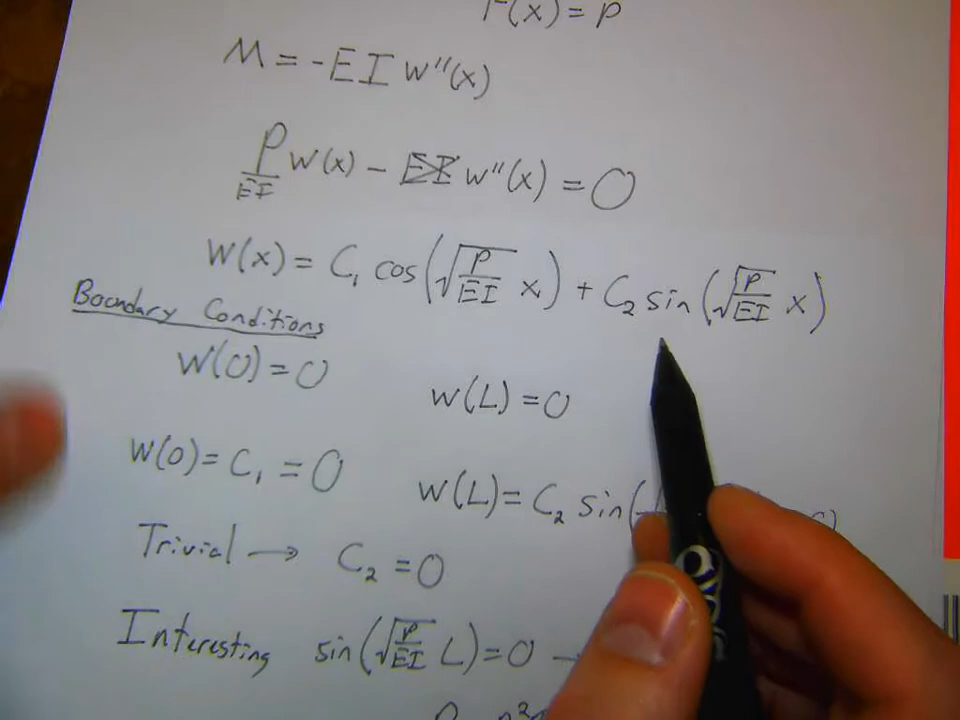 F(x) = P
M = -EI w''(x)
P/EI w(x) - EI w''(x) = 0
w(x) = C₁ cos(√(P/EI) x) + C₂ sin(√(P/EI) x)
Boundary Conditions
w(0) = 0
w(L) = 0
w(0) = C₁ = 0
w(L) = C₂ sin(
Trivial → C₂ = 0
Interesting sin(√(P/EI) L) = 0 →